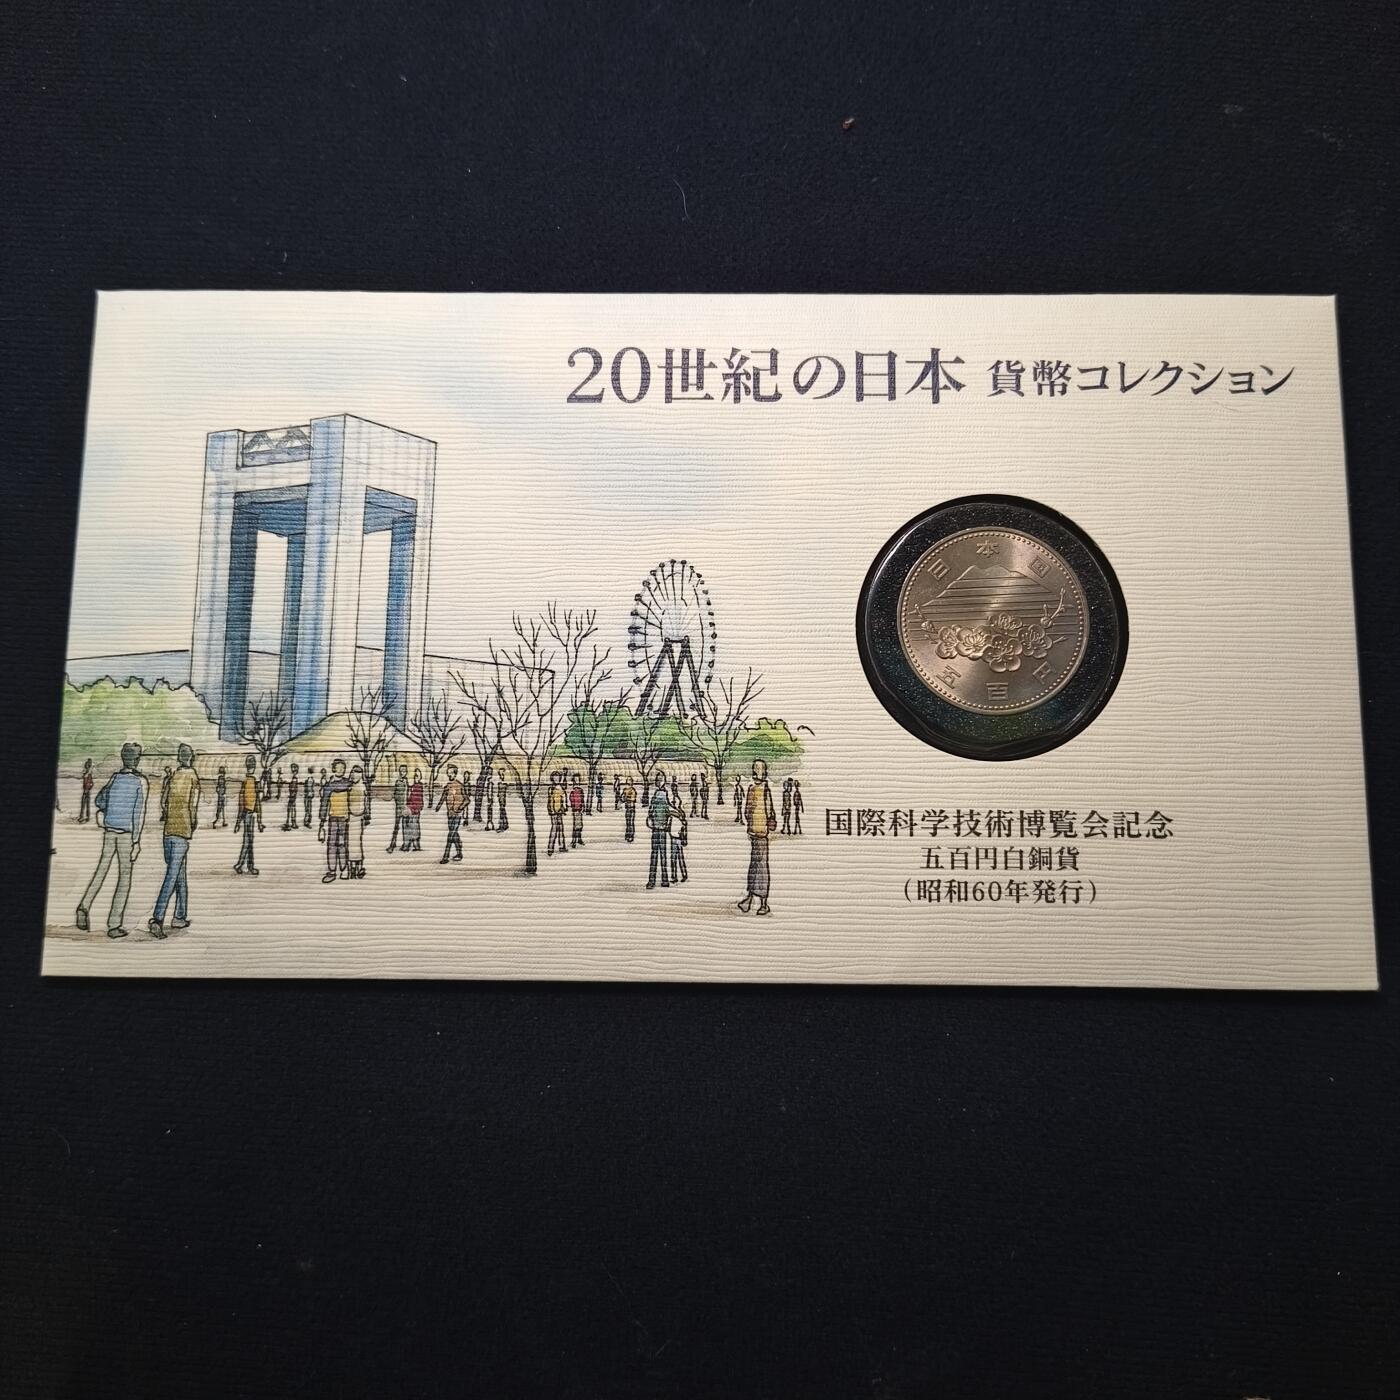 20世紀の日本 貨幣コレクション
日本国
五百円
国際科学技術博覧会記念
五百円白銅貨
(昭和60年発行)